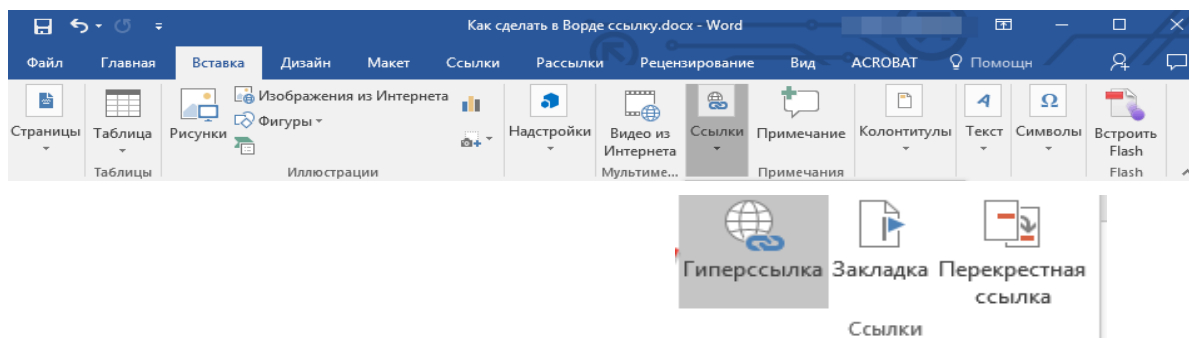 Как сделать в Ворде ссылку.docx - Word
Файл Главная Вставка Дизайн Макет Ссылки Рассылки Рецензирование Вид ACROBAT Помощн
Изображения из Интернета
Фигуры
Страницы Таблица Рисунки Надстройки Видео из Интернета Ссылки Примечание Колонтитулы Текст Символы Встроить Flash
Таблицы Иллюстрации Мультиме... Примечания Flash
Гиперссылка Закладка Перекрестная
ссылка
Ссылки